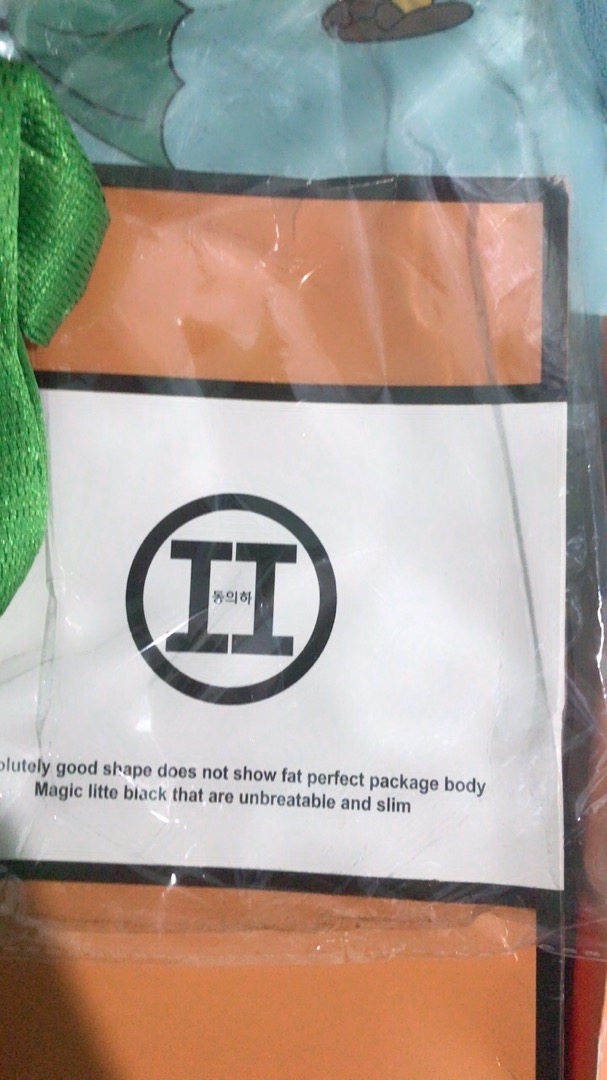 II
동의하
olutely good shape does not show fat perfect package body
Magic litte black that are unbreatable and slim